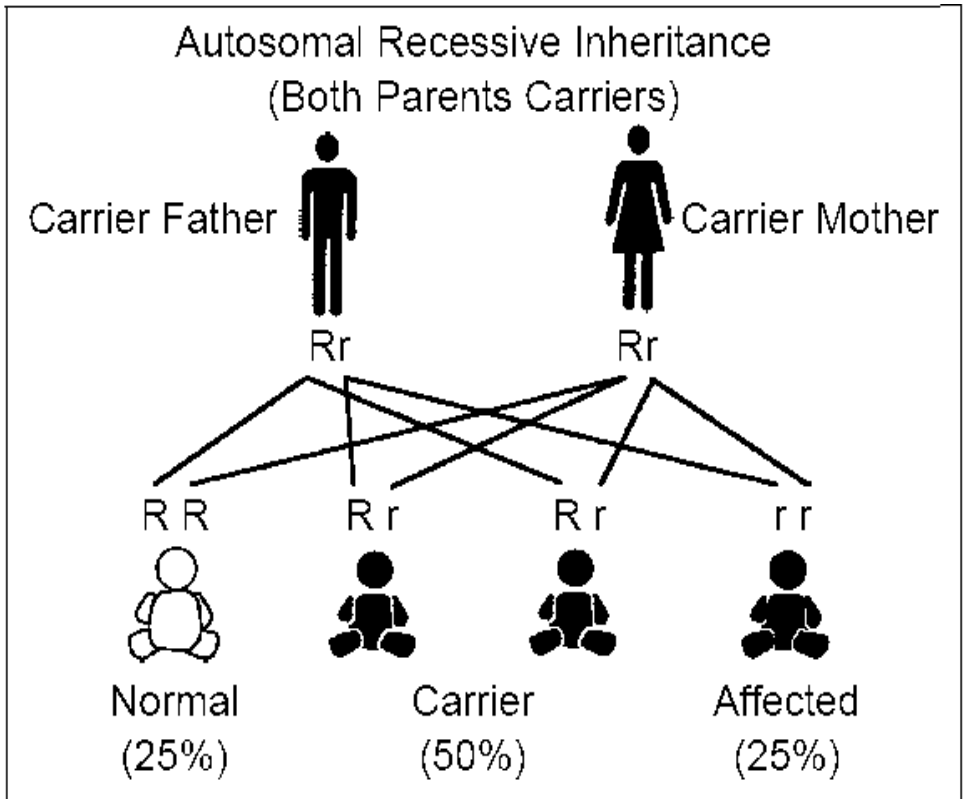 Autosomal Recessive Inheritance
(Both Parents Carriers)
Carrier Father
Carrier Mother
Rr
Rr
R R
R r
R r
r r
Normal
(25%)
Carrier
(50%)
Affected
(25%)